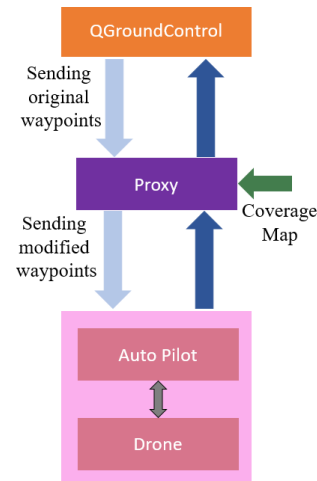 QGroundControl
Sending
original
waypoints
Proxy
Coverage
Map
Sending
modified
waypoints
Auto Pilot
Drone